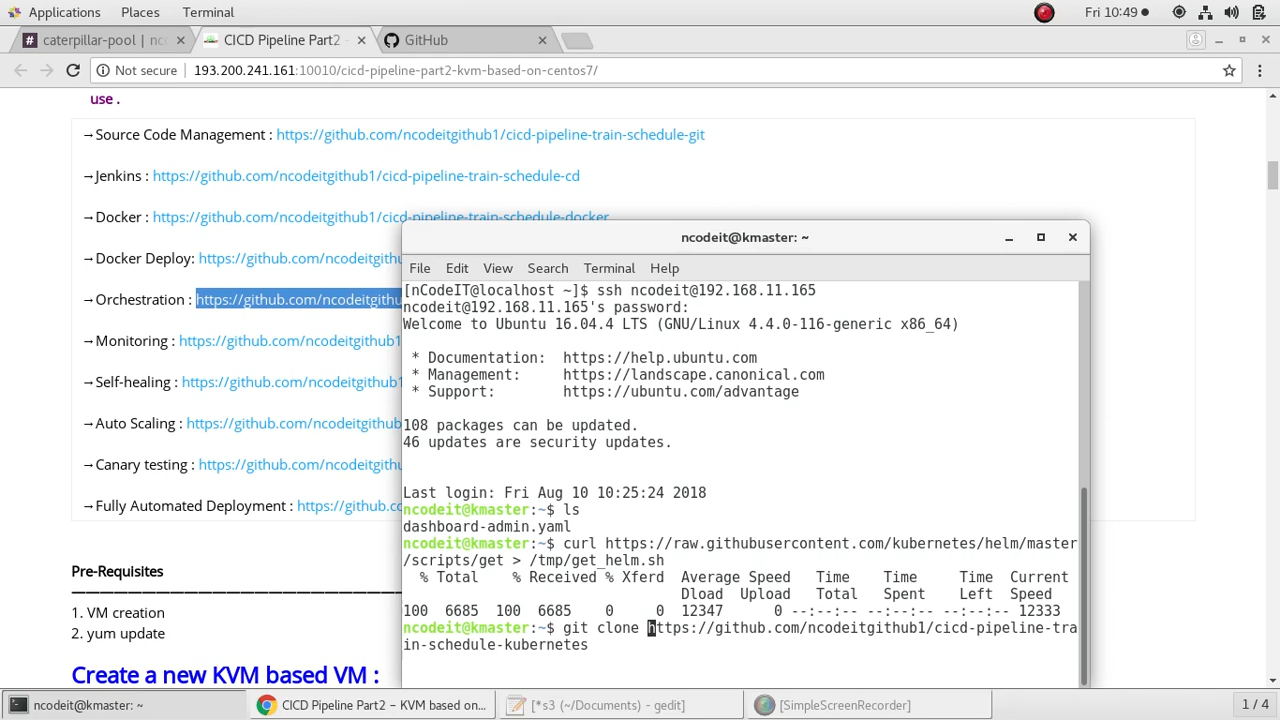 Applications Places Terminal Fri 10:49
# caterpillar-pool | nco CICD Pipeline Part2 - GitHub
Not secure 193.200.241.161:10010/cicd-pipeline-part2-kvm-based-on-centos7/
use .
→Source Code Management : https://github.com/ncodeitgithub1/cicd-pipeline-train-schedule-git
→Jenkins : https://github.com/ncodeitgithub1/cicd-pipeline-train-schedule-cd
→Docker : https://github.com/ncodeitgithub1/cicd-pipeline-train-schedule-docker
→Docker Deploy: https://github.com/ncodeitgithu
→Orchestration : https://github.com/ncodeitgithu
→Monitoring : https://github.com/ncodeitgithub1
→Self-healing : https://github.com/ncodeitgithub1
→Auto Scaling : https://github.com/ncodeitgithub
→Canary testing : https://github.com/ncodeitgithu
→Fully Automated Deployment : https://github.co
Pre-Requisites
1. VM creation
2. yum update
Create a new KVM based VM :
ncodeit@kmaster: ~
File Edit View Search Terminal Help
[nCodeIT@localhost ~]$ ssh ncodeit@192.168.11.165
ncodeit@192.168.11.165's password:
Welcome to Ubuntu 16.04.4 LTS (GNU/Linux 4.4.0-116-generic x86_64)
* Documentation: https://help.ubuntu.com
* Management: https://landscape.canonical.com
* Support: https://ubuntu.com/advantage
108 packages can be updated.
46 updates are security updates.
Last login: Fri Aug 10 10:25:24 2018
ncodeit@kmaster:~$ ls
dashboard-admin.yaml
ncodeit@kmaster:~$ curl https://raw.githubusercontent.com/kubernetes/helm/master
/scripts/get > /tmp/get_helm.sh
% Total % Received % Xferd Average Speed Time Time Time Current
Dload Upload Total Spent Left Speed
100 6685 100 6685 0 0 12347 0 --:--:-- --:--:-- --:--:-- 12333
ncodeit@kmaster:~$ git clone https://github.com/ncodeitgithub1/cicd-pipeline-tra
in-schedule-kubernetes
ncodeit@kmaster: ~ CICD Pipeline Part2 – KVM based on... [*s3 (~/Documents) - gedit] [SimpleScreenRecorder] 1 / 4